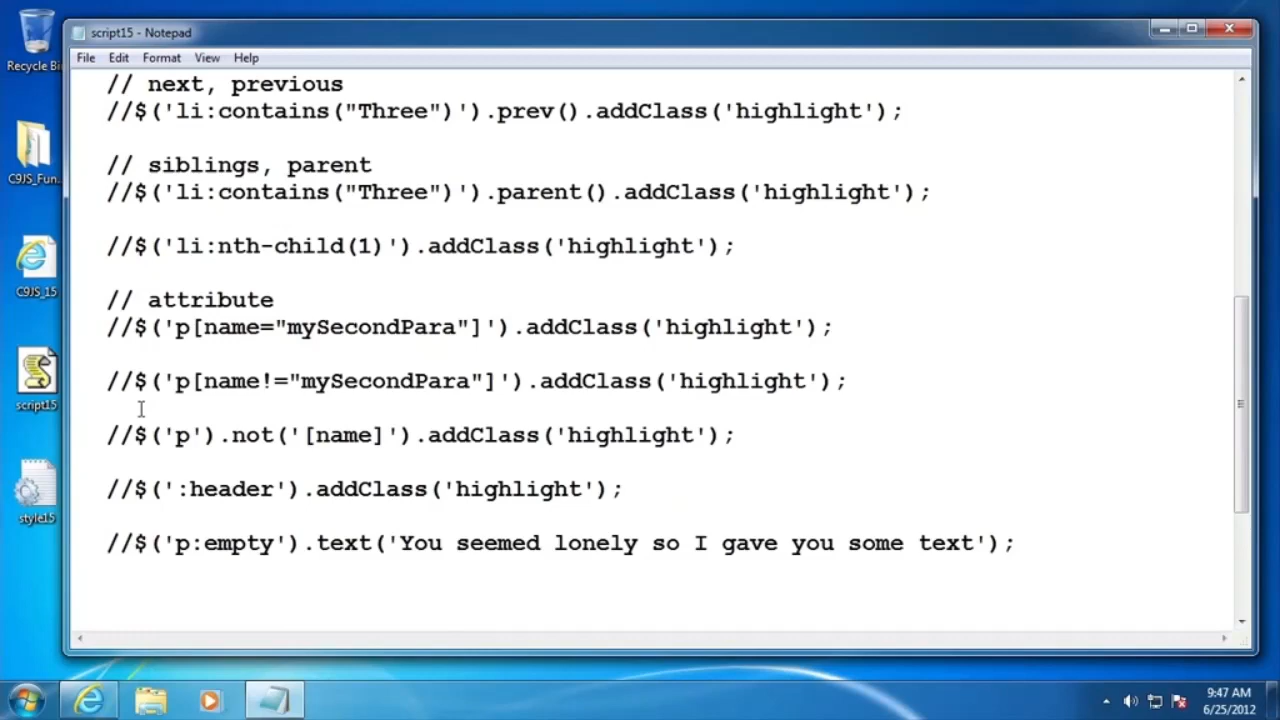 script15 - Notepad
File Edit Format View Help
// next, previous
//$('li:contains("Three")').prev().addClass('highlight');
// siblings, parent
//$('li:contains("Three")').parent().addClass('highlight');
//$('li:nth-child(1)').addClass('highlight');
// attribute
//$('p[name="mySecondPara"]').addClass('highlight');
//$('p[name!="mySecondPara"]').addClass('highlight');
//$('p').not('[name]').addClass('highlight');
//$(':header').addClass('highlight');
//$('p:empty').text('You seemed lonely so I gave you some text');
Recycle Bi
C9JS_Fun...
C9JS_15
script15
style15
9:47 AM
6/25/2012